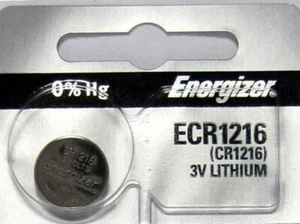 0% Hg
Energizer
ECR1216
(CR1216)
3V LITHIUM